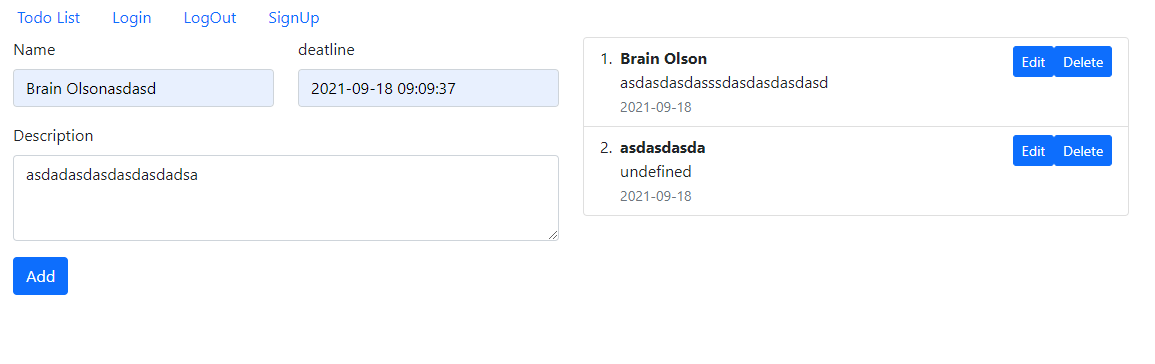 Todo List Login LogOut SignUp
Name deatline
Brain Olsonasdasd 2021-09-18 09:09:37
Description
asdadasdasdasdasdadsa
Add
1. Brain Olson Edit Delete
asdasdasdasssdasdasdasdasd
2021-09-18
2. asdasdasda Edit Delete
undefined
2021-09-18